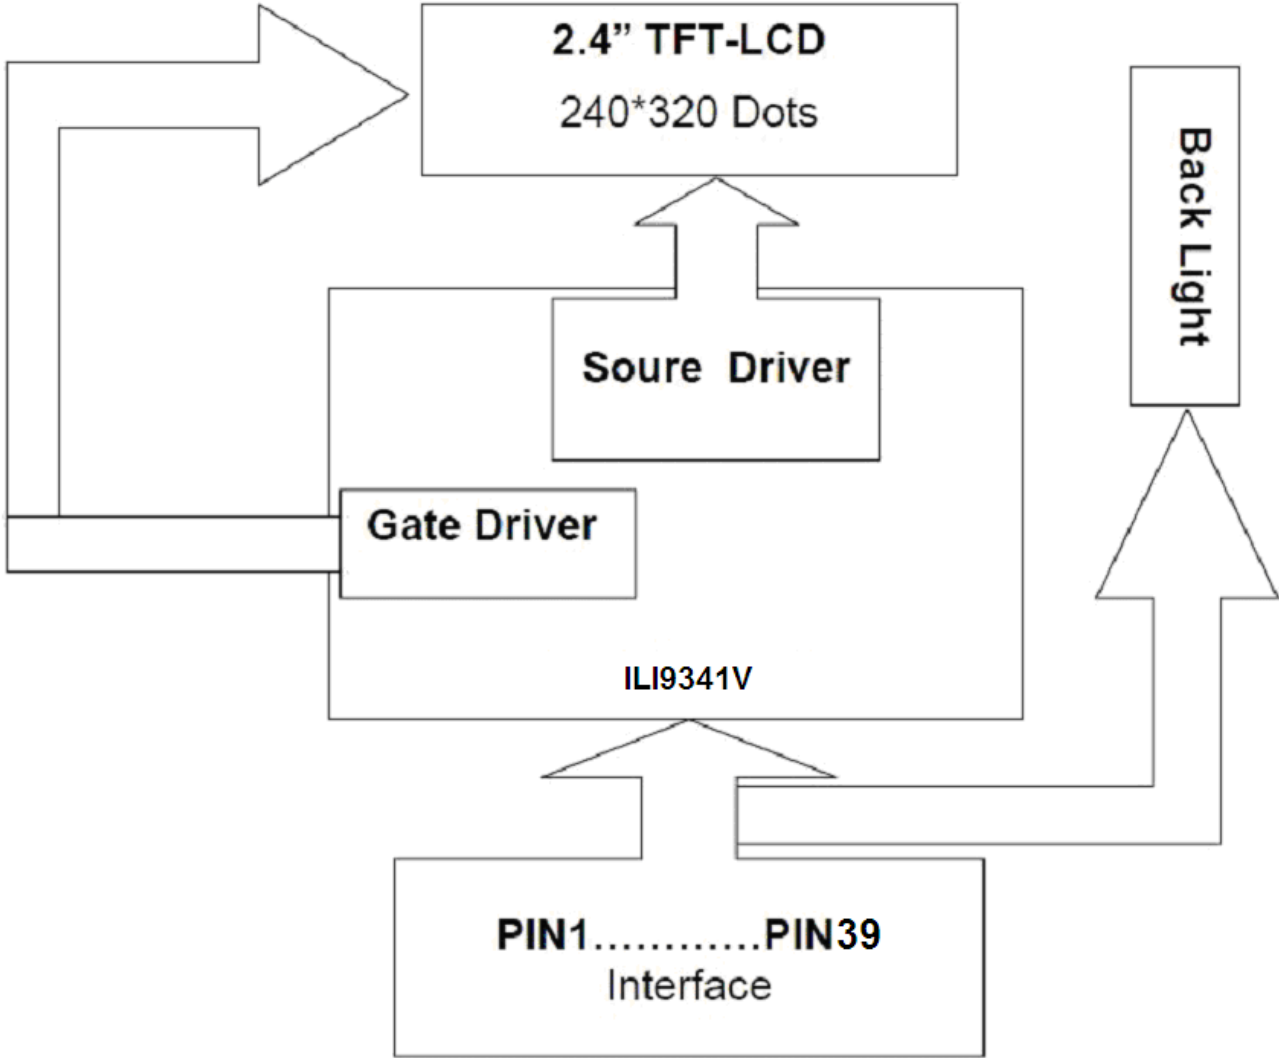 2.4” TFT-LCD
240*320 Dots
Back Light
Soure Driver
Gate Driver
ILI9341V
PIN1............PIN39
Interface